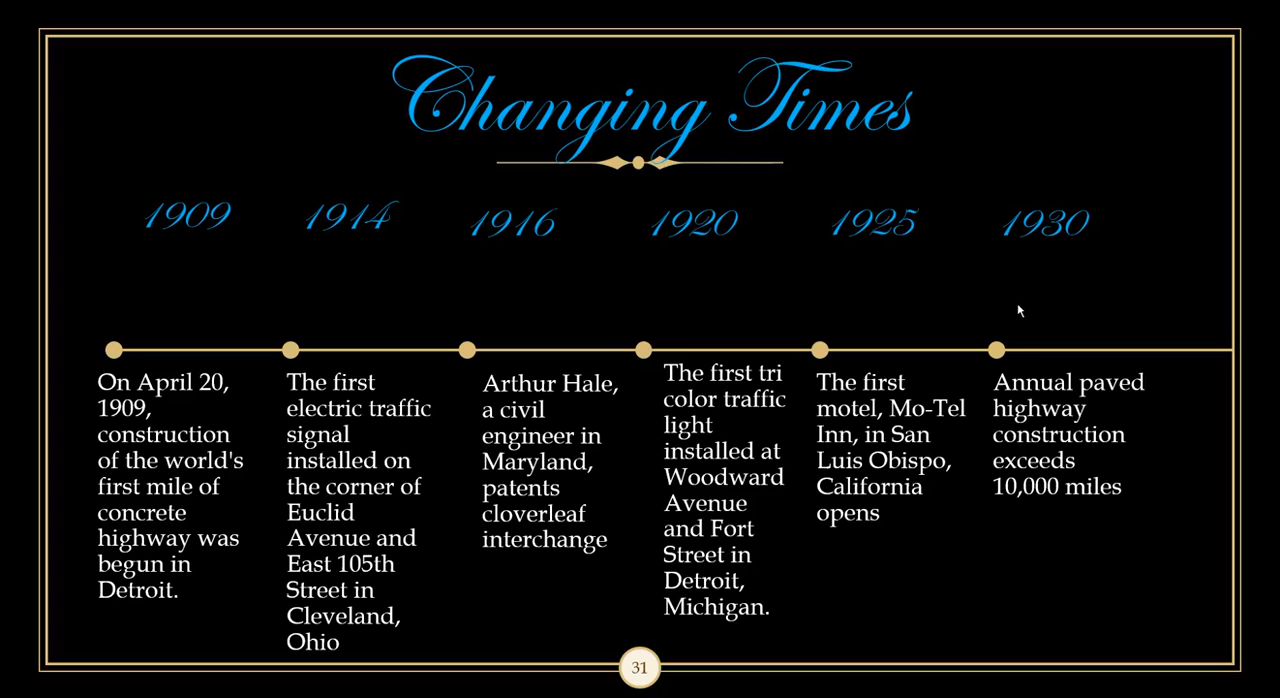 Changing Times
1909
1914
1916
1920
1925
1930
On April 20,
1909,
construction
of the world's
first mile of
concrete
highway was
begun in
Detroit.
The first
electric traffic
signal
installed on
the corner of
Euclid
Avenue and
East 105th
Street in
Cleveland,
Ohio
Arthur Hale,
a civil
engineer in
Maryland,
patents
cloverleaf
interchange
The first tri
color traffic
light
installed at
Woodward
Avenue
and Fort
Street in
Detroit,
Michigan.
The first
motel, Mo-Tel
Inn, in San
Luis Obispo,
California
opens
Annual paved
highway
construction
exceeds
10,000 miles
31